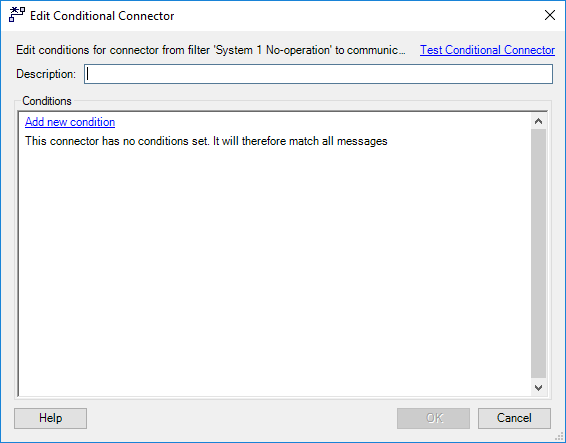 Edit Conditional Connector
Edit conditions for connector from filter 'System 1 No-operation' to communic... Test Conditional Connector
Description:
Conditions
Add new condition
This connector has no conditions set. It will therefore match all messages
Help OK Cancel